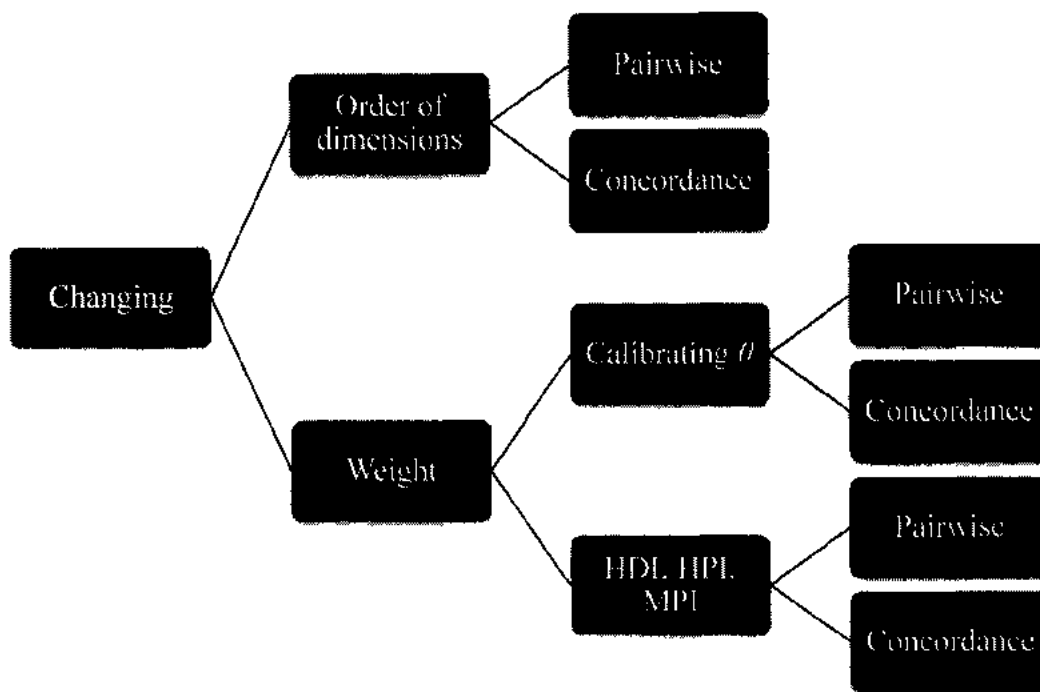 Changing
Order of
dimensions
Pairwise
Concordance
Weight
Calibrating θ
Pairwise
Concordance
HDI, HPI,
MPI
Pairwise
Concordance